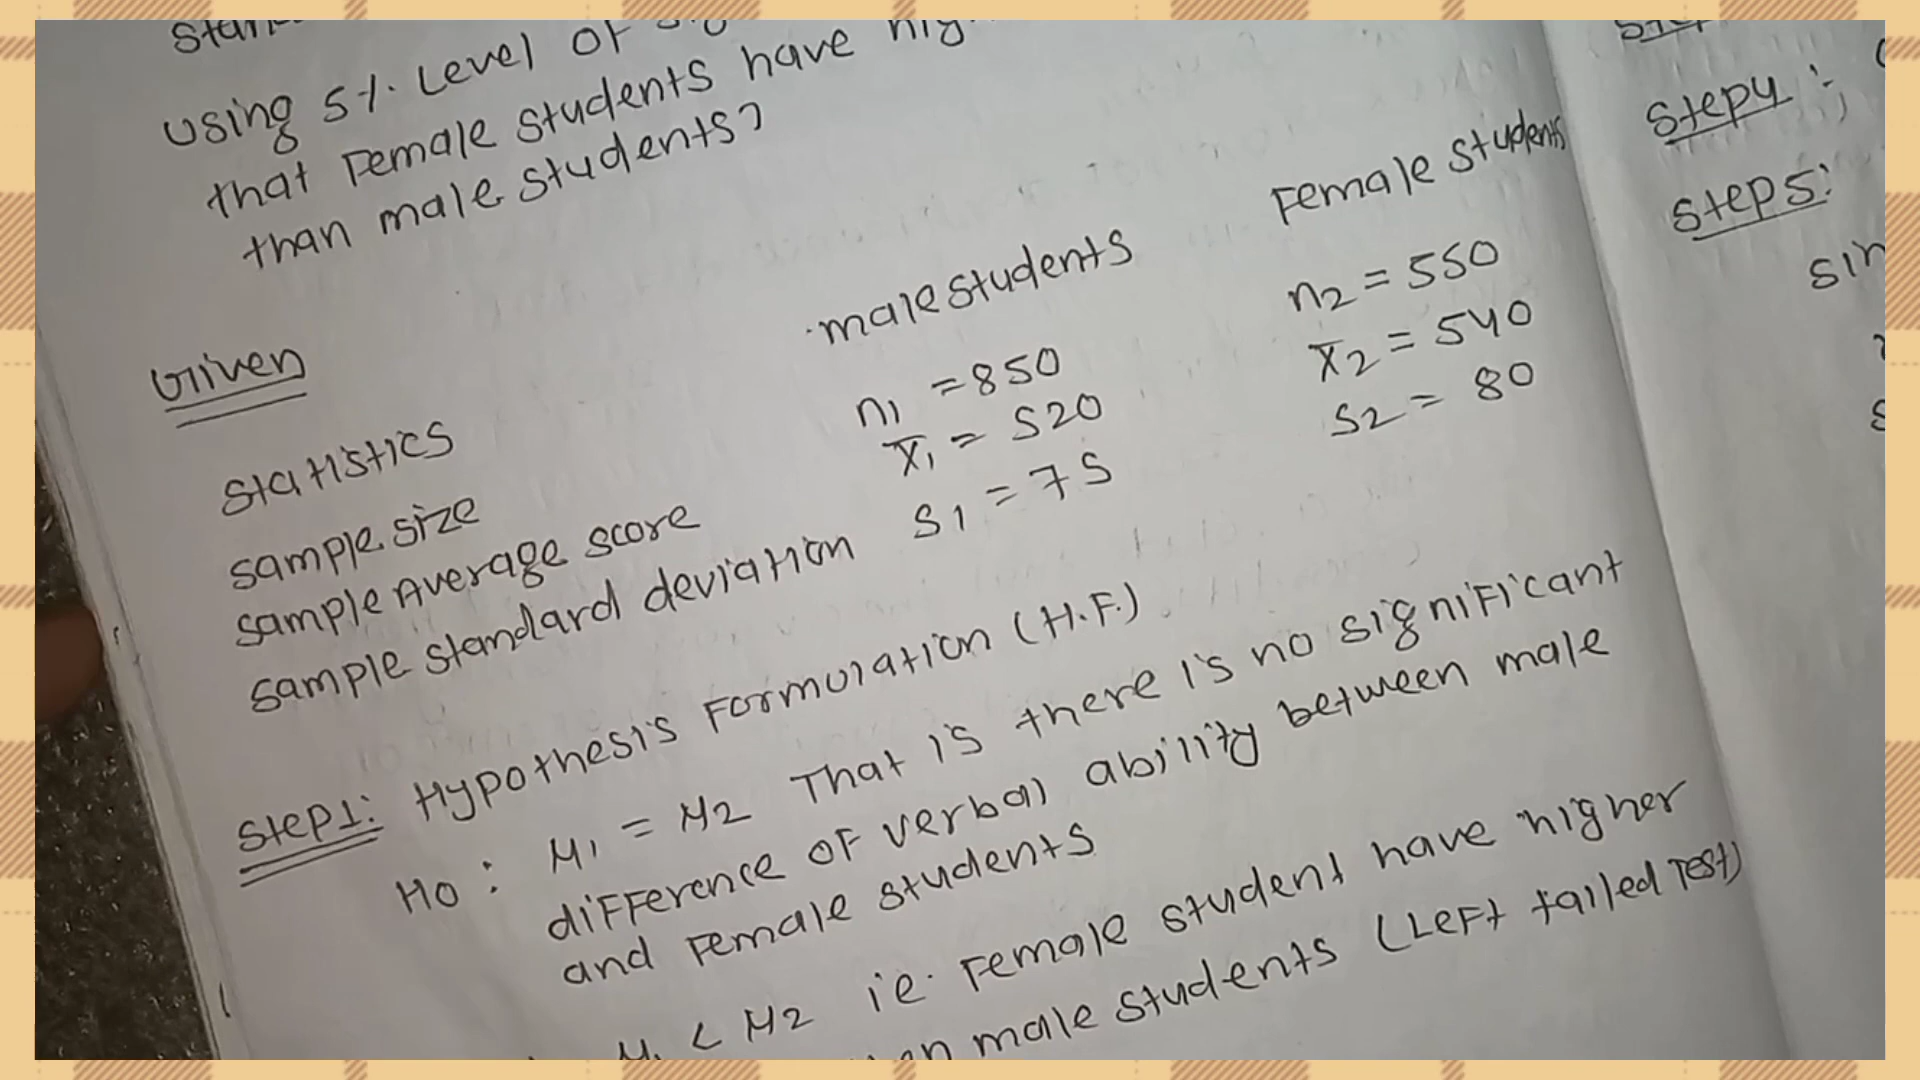 using 5%. Level of
that Female students have
than male students?
Given
male students Female students
Statistics
sample size n1 = 850 n2 = 550
sample Average score x̄1 = 520 x̄2 = 540
sample standard deviation s1 = 75 s2 = 80
Step1: Hypothesis Formulation (H.F.)
H0 : μ1 = μ2 That is there is no significant
difference of verbal ability between male
and Female students
μ1 < μ2 ie. Female student have higher
male students (Left tailed Test)
Step4 :-
Step5: